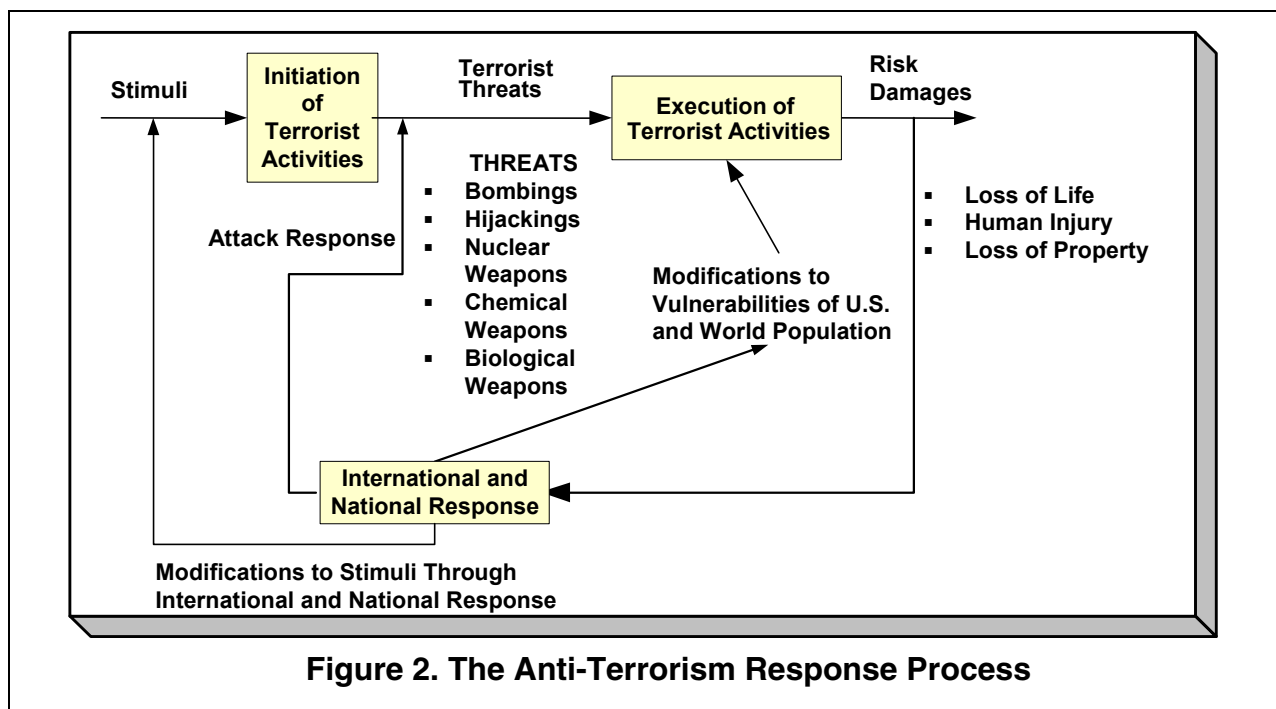 Stimuli
Initiation
of
Terrorist
Activities
Terrorist
Threats
Execution of
Terrorist Activities
Risk
Damages
THREATS
▪ Bombings
▪ Hijackings
▪ Nuclear
Weapons
▪ Chemical
Weapons
▪ Biological
Weapons
Attack Response
▪ Loss of Life
▪ Human Injury
▪ Loss of Property
Modifications to
Vulnerabilities of U.S.
and World Population
International and
National Response
Modifications to Stimuli Through
International and National Response
Figure 2. The Anti-Terrorism Response Process